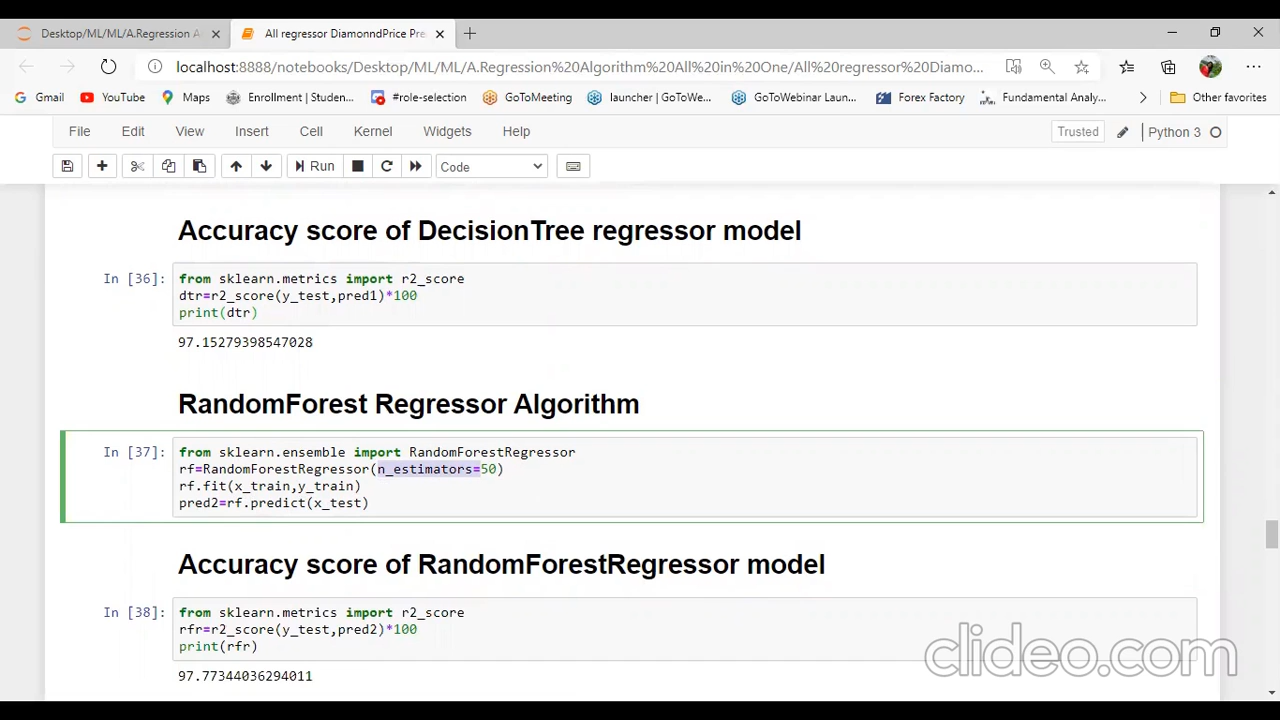 Desktop/ML/ML/A.Regression A
All regressor DiamonndPrice Pre
localhost:8888/notebooks/Desktop/ML/ML/A.Regression%20Algorithm%20All%20in%20One/All%20regressor%20Diamo...
Gmail YouTube Maps Enrollment | Studen... #role-selection GoToMeeting launcher | GoToWe... GoToWebinar Laun... Forex Factory Fundamental Analy... Other favorites
File Edit View Insert Cell Kernel Widgets Help Trusted Python 3
Run Code
Accuracy score of DecisionTree regressor model
In [36]: from sklearn.metrics import r2_score
dtr=r2_score(y_test,pred1)*100
print(dtr)
97.15279398547028
RandomForest Regressor Algorithm
In [37]: from sklearn.ensemble import RandomForestRegressor
rf=RandomForestRegressor(n_estimators=50)
rf.fit(x_train,y_train)
pred2=rf.predict(x_test)
Accuracy score of RandomForestRegressor model
In [38]: from sklearn.metrics import r2_score
rfr=r2_score(y_test,pred2)*100
print(rfr)
97.77344036294011
clideo.com